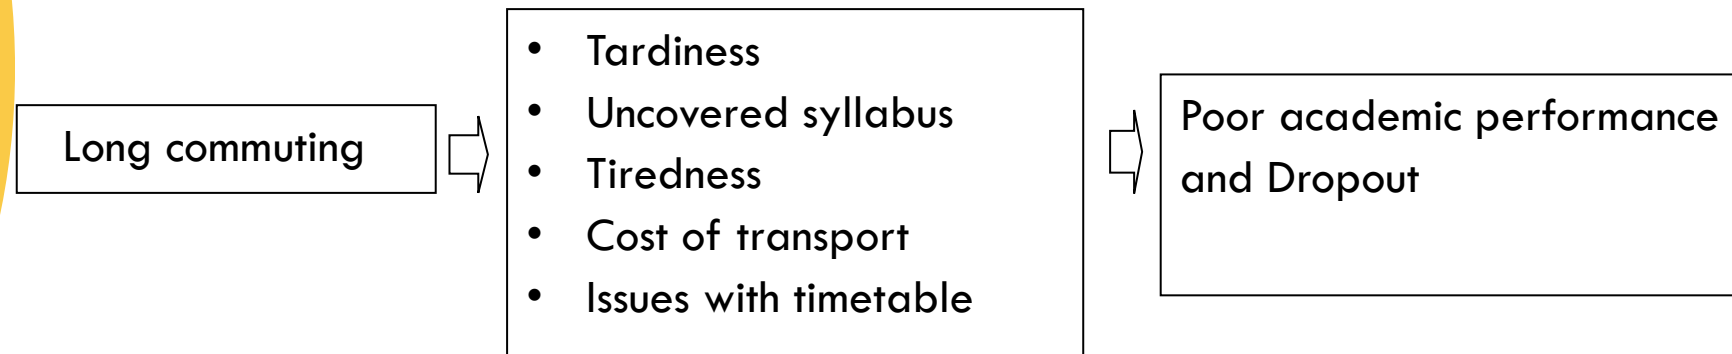 Long commuting
• Tardiness
• Uncovered syllabus
• Tiredness
• Cost of transport
• Issues with timetable
Poor academic performance
and Dropout